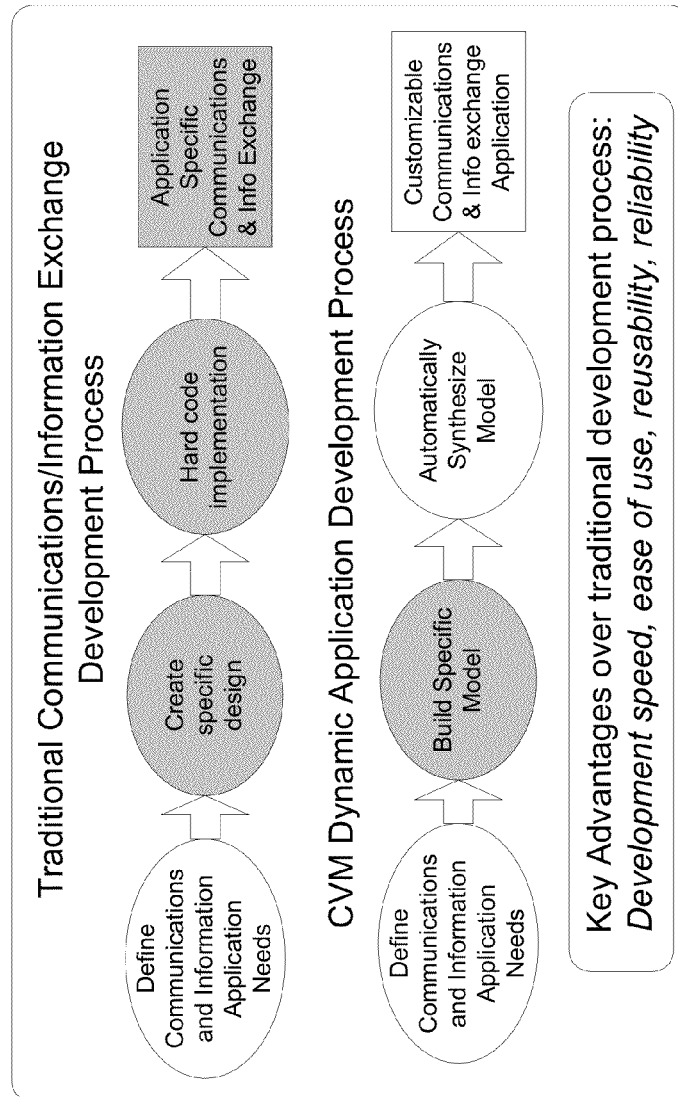 Traditional Communications/Information Exchange
Development Process
Define
Communications
and Information
Application
Needs
Create
specific
design
Hard code
implementation
Application
Specific
Communications
& Info Exchange
CVM Dynamic Application Development Process
Define
Communications
and Information
Application
Needs
Build Specific
Model
Automatically
Synthesize
Model
Customizable
Communications
& Info exchange
Application
Key Advantages over traditional development process:
Development speed, ease of use, reusability, reliability